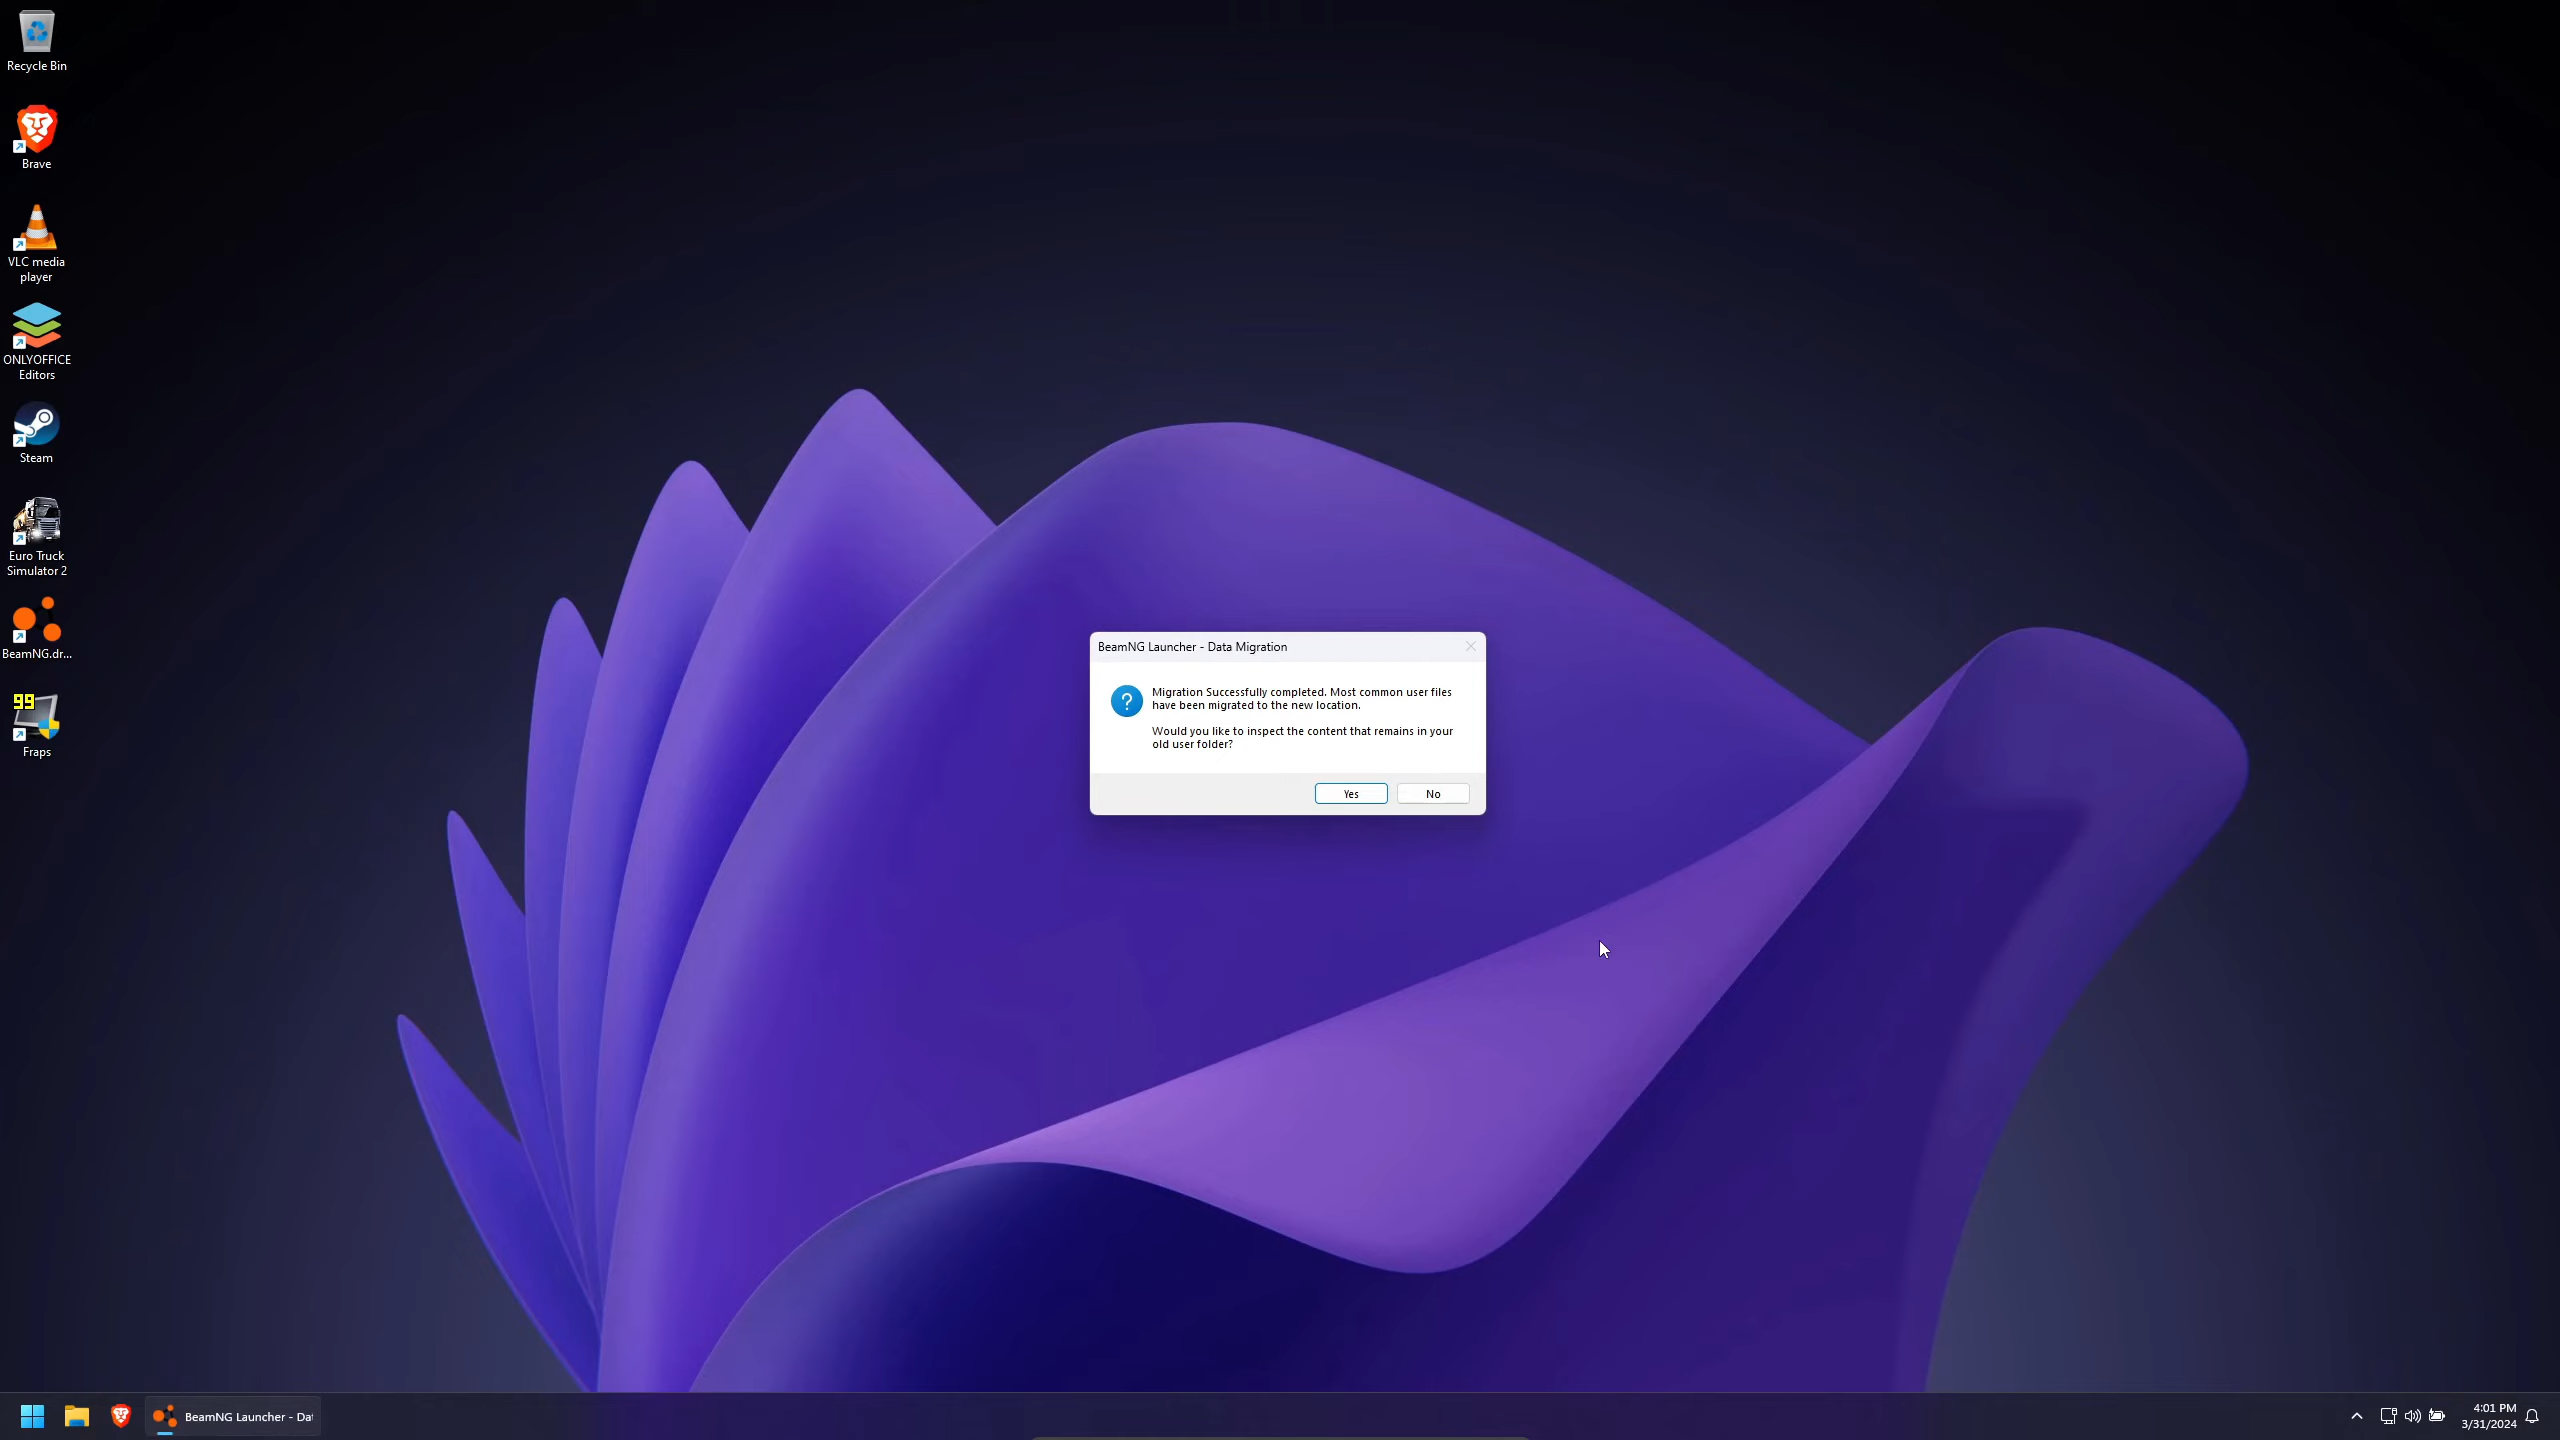 Recycle Bin
Brave
VLC media
player
ONLYOFFICE
Editors
Steam
Euro Truck
Simulator 2
BeamNG.dr...
99
Fraps
BeamNG Launcher - Data Migration
Migration Successfully completed. Most common user files
have been migrated to the new location.
Would you like to inspect the content that remains in your
old user folder?
Yes
No
BeamNG Launcher - Dat
4:01 PM
3/31/2024